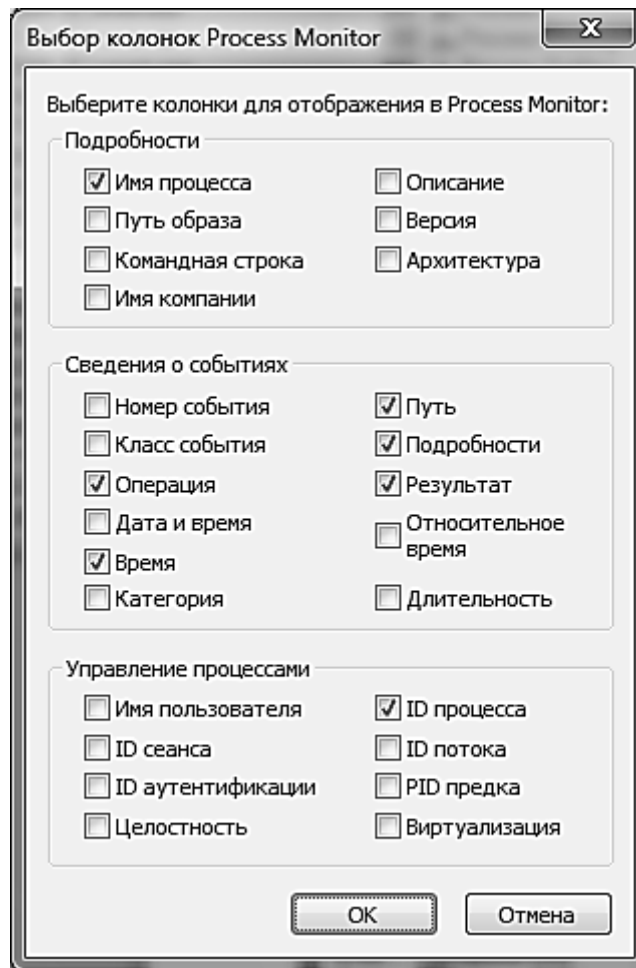 Выбор колонок Process Monitor
Выберите колонки для отображения в Process Monitor:
Подробности
Имя процесса
Описание
Путь образа
Версия
Командная строка
Архитектура
Имя компании
Сведения о событиях
Номер события
Путь
Класс события
Подробности
Операция
Результат
Дата и время
Относительное
время
Время
Категория
Длительность
Управление процессами
Имя пользователя
ID процесса
ID сеанса
ID потока
ID аутентификации
PID предка
Целостность
Виртуализация
OK
Отмена